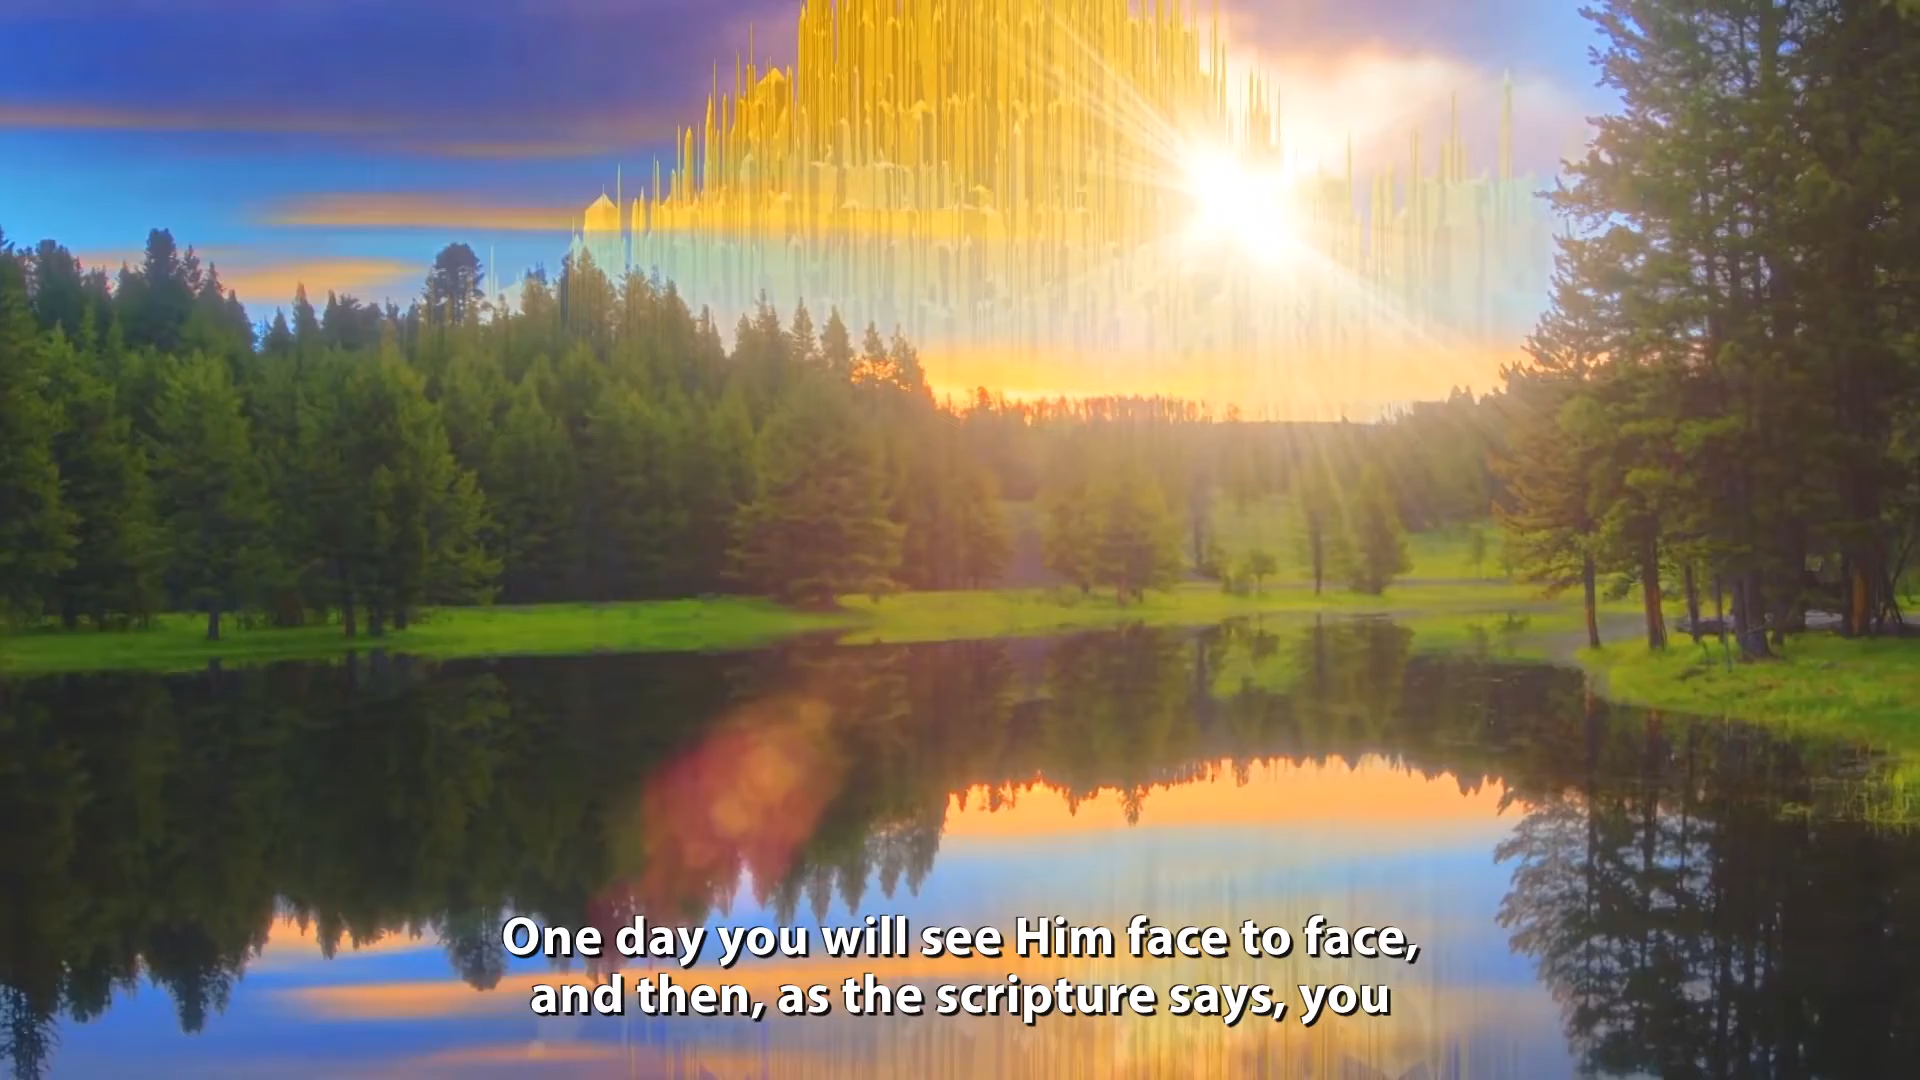 One day you will see Him face to face,
and then, as the scripture says, you